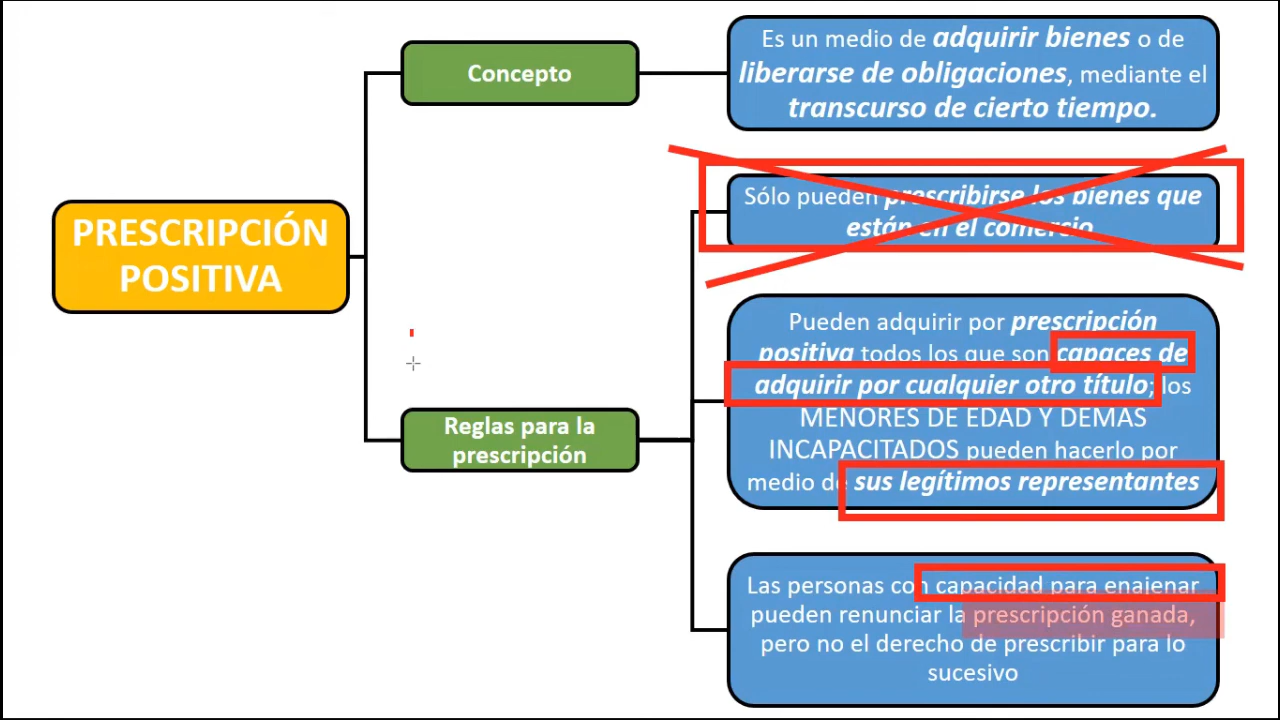 PRESCRIPCIÓN
POSITIVA
Concepto
Es un medio de adquirir bienes o de
liberarse de obligaciones, mediante el
transcurso de cierto tiempo.
Reglas para la
prescripción
Sólo pueden prescribirse los bienes que
están en el comercio
Pueden adquirir por prescripción
positiva todos los que son capaces de
adquirir por cualquier otro título; los
MENORES DE EDAD Y DEMAS
INCAPACITADOS pueden hacerlo por
medio de sus legítimos representantes
Las personas con capacidad para enajenar
pueden renunciar la prescripción ganada,
pero no el derecho de prescribir para lo
sucesivo